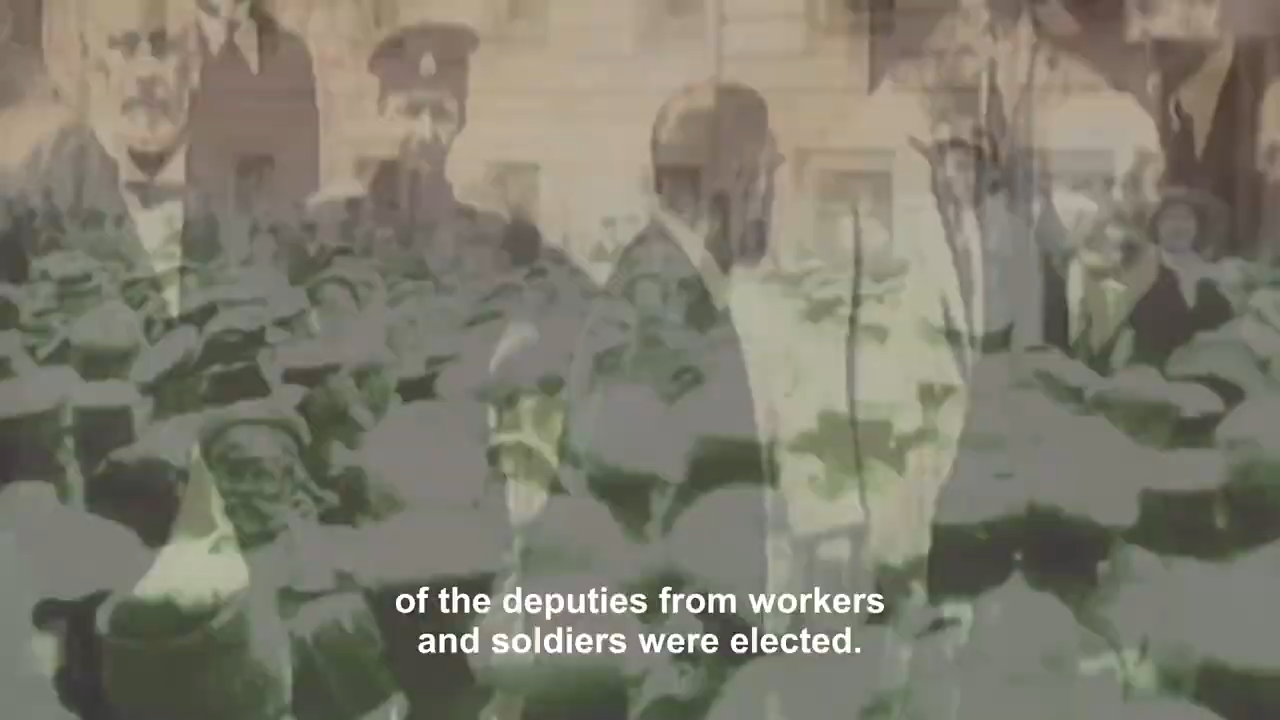 of the deputies from workers
and soldiers were elected.